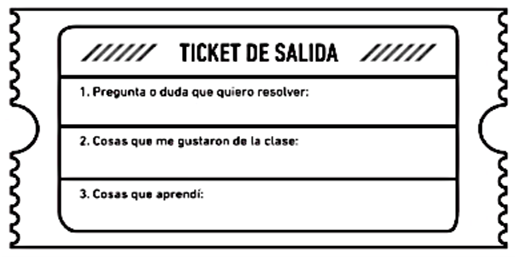 TICKET DE SALIDA
1. Pregunta o duda que quiero resolver:
2. Cosas que me gustaron de la clase:
3. Cosas que aprendí: